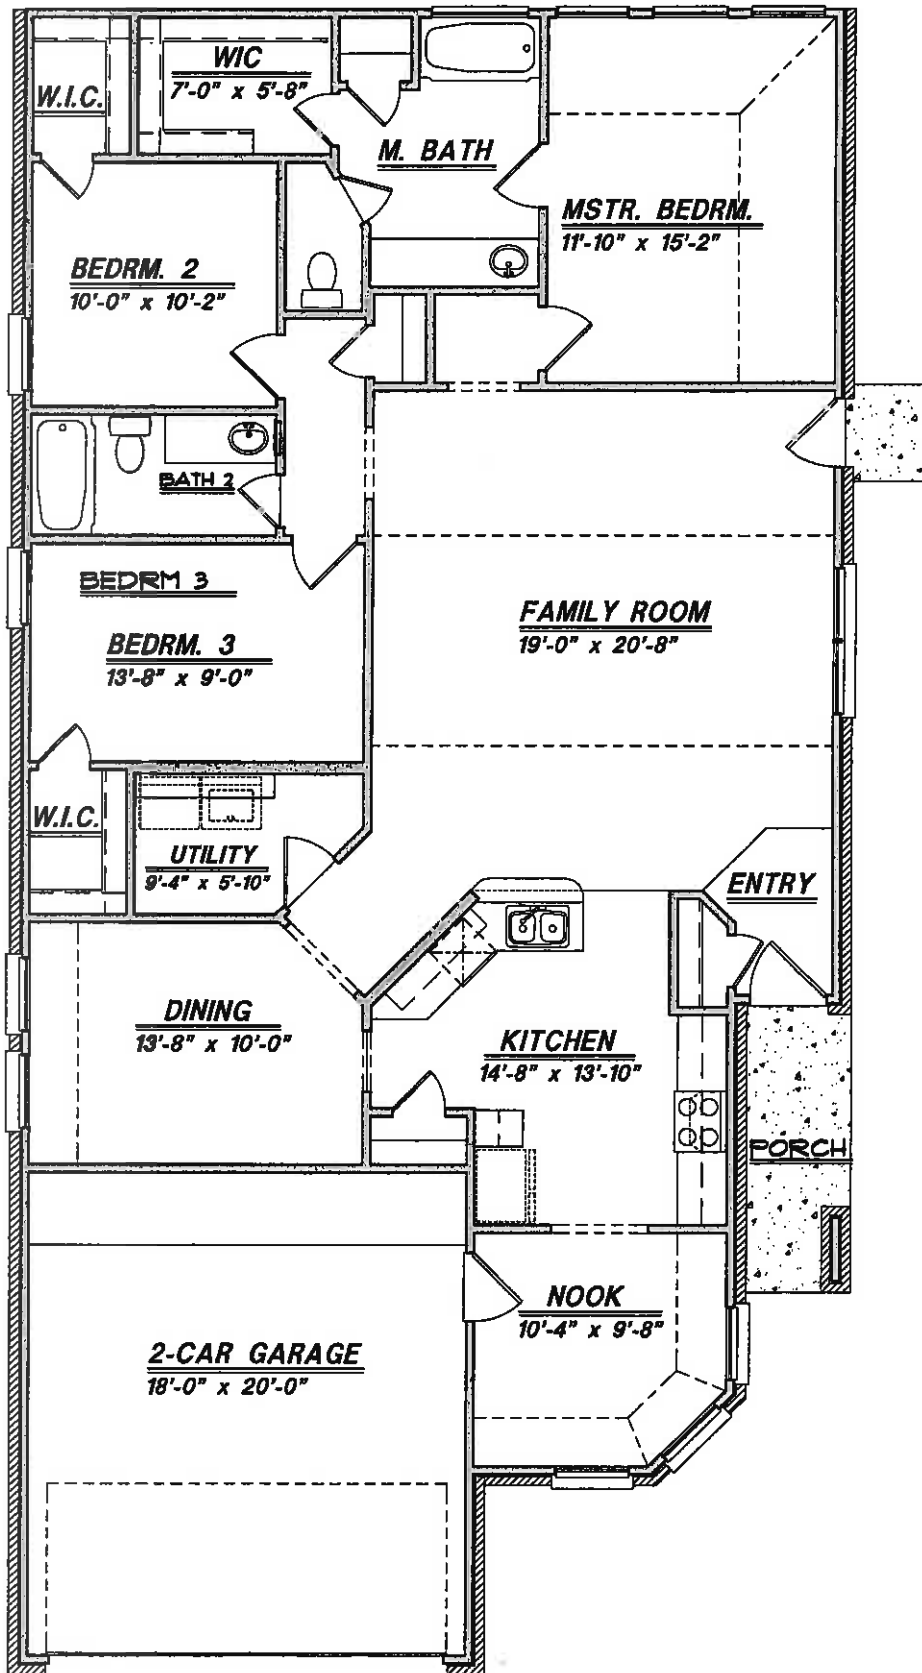 WIC
7'-0" x 5'-8"
W.I.C.
M. BATH
MSTR. BEDRM.
11'-10" x 15'-2"
BEDRM. 2
10'-0" x 10'-2"
BATH 2
BEDRM 3
BEDRM. 3
13'-8" x 9'-0"
FAMILY ROOM
19'-0" x 20'-8"
W.I.C.
UTILITY
9'-4" x 5'-10"
ENTRY
DINING
13'-8" x 10'-0"
KITCHEN
14'-8" x 13'-10"
PORCH
NOOK
10'-4" x 9'-8"
2-CAR GARAGE
18'-0" x 20'-0"